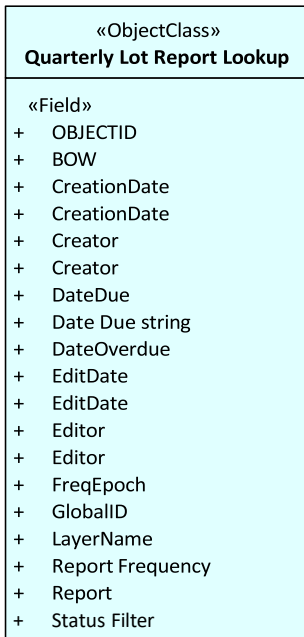 «ObjectClass»
Quarterly Lot Report Lookup
«Field»
+ OBJECTID
+ BOW
+ CreationDate
+ CreationDate
+ Creator
+ Creator
+ DateDue
+ Date Due string
+ DateOverdue
+ EditDate
+ EditDate
+ Editor
+ Editor
+ FreqEpoch
+ GlobalID
+ LayerName
+ Report Frequency
+ Report
+ Status Filter